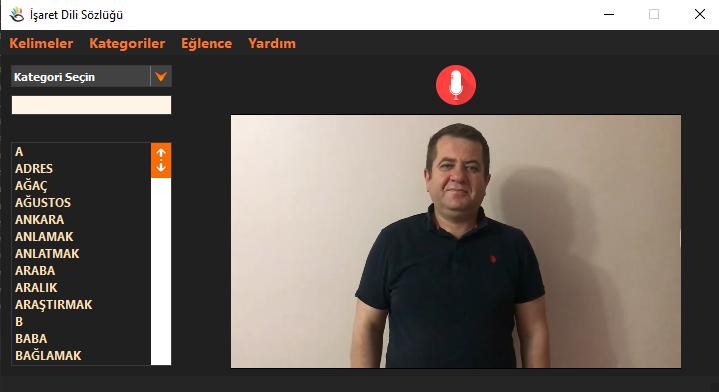 İşaret Dili Sözlüğü
Kelimeler Kategoriler Eğlence Yardım
Kategori Seçin
A
ADRES
AĞAÇ
AĞUSTOS
ANKARA
ANLAMAK
ANLATMAK
ARABA
ARALIK
ARAŞTIRMAK
B
BABA
BAĞLAMAK